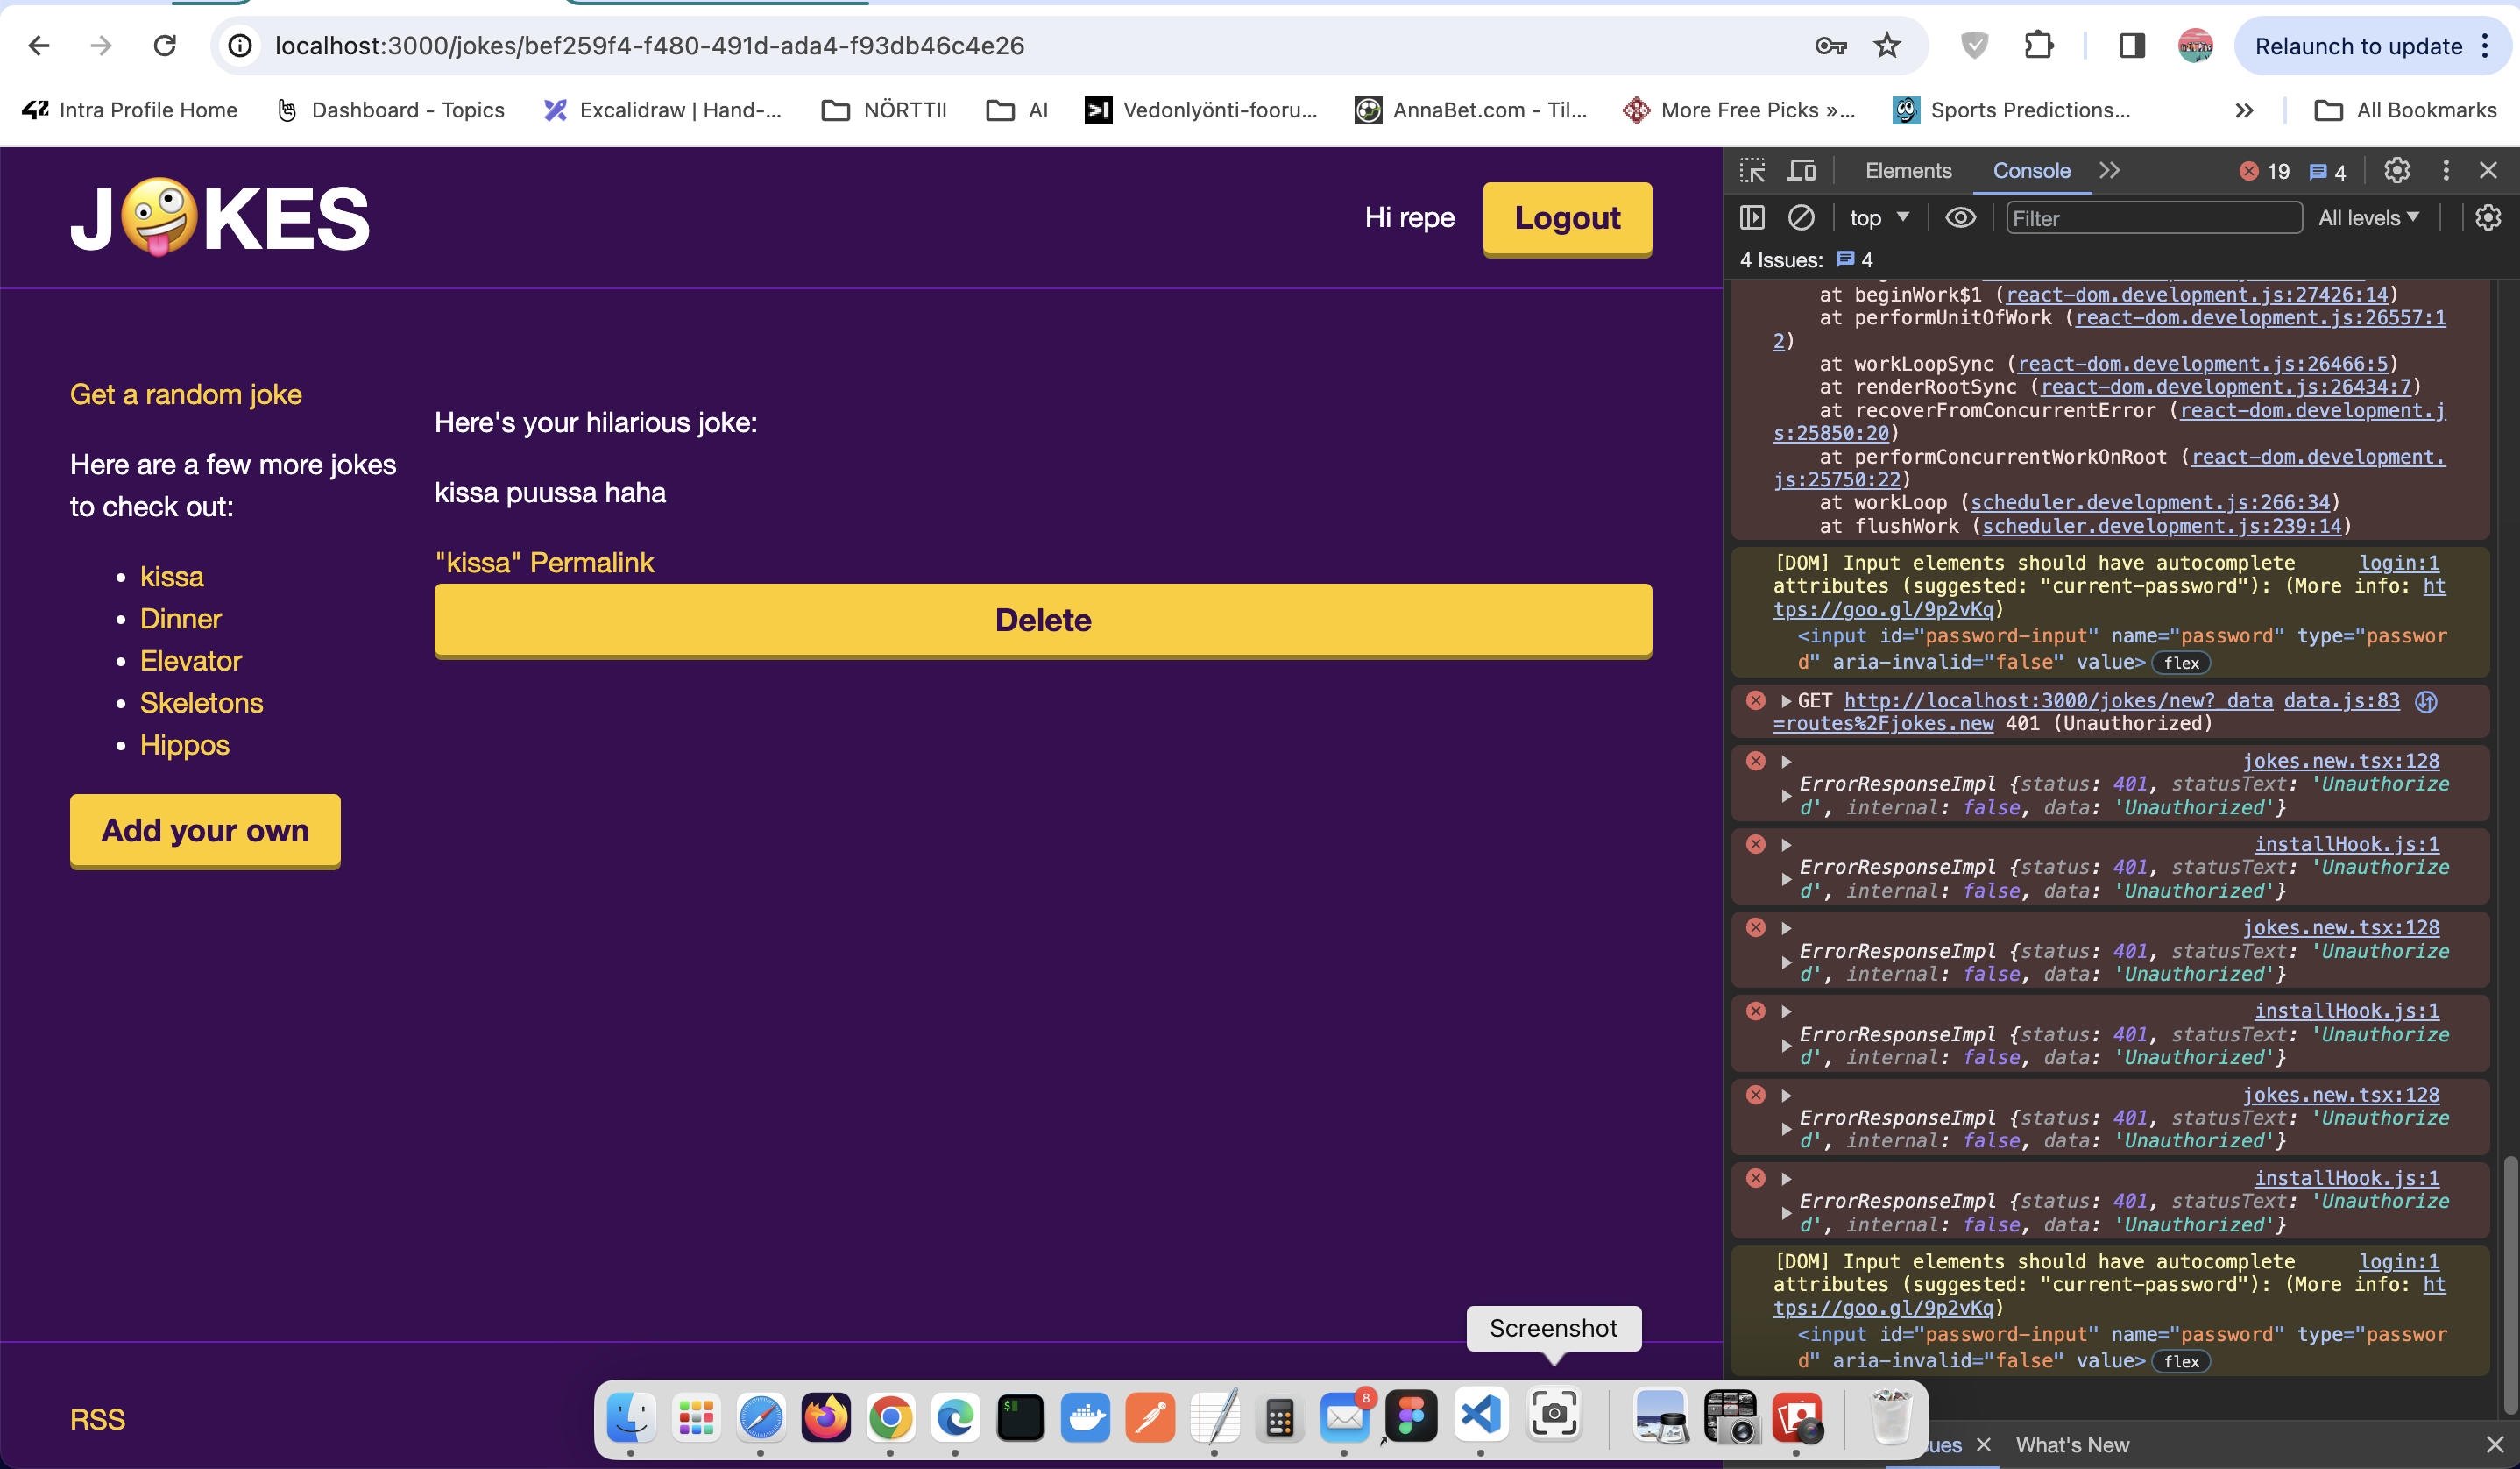 localhost:3000/jokes/bef259f4-f480-491d-ada4-f93db46c4e26
Relaunch to update
Intra Profile Home
Dashboard - Topics
Excalidraw | Hand-...
NÖRTTII
AI
Vedonlyönti-fooru...
AnnaBet.com - Til...
More Free Picks »...
Sports Predictions...
All Bookmarks
J🤪KES
Hi repe
Logout
Get a random joke
Here are a few more jokes
to check out:
kissa
Dinner
Elevator
Skeletons
Hippos
Add your own
Here's your hilarious joke:
kissa puussa haha
"kissa" Permalink
Delete
RSS
Elements
Console
19
4
top
Filter
All levels
4 Issues: 4
at beginWork$1 (react-dom.development.js:27426:14)
at performUnitOfWork (react-dom.development.js:26557:1
2)
at workLoopSync (react-dom.development.js:26466:5)
at renderRootSync (react-dom.development.js:26434:7)
at recoverFromConcurrentError (react-dom.development.j
s:25850:20)
at performConcurrentWorkOnRoot (react-dom.development.
js:25750:22)
at workLoop (scheduler.development.js:266:34)
at flushWork (scheduler.development.js:239:14)
[DOM] Input elements should have autocomplete login:1
attributes (suggested: "current-password"): (More info: ht
tps://goo.gl/9p2vKq)
<input id="password-input" name="password" type="passwor
d" aria-invalid="false" value> flex
GET http://localhost:3000/jokes/new?_data data.js:83
=routes%2Fjokes.new 401 (Unauthorized)
jokes.new.tsx:128
ErrorResponseImpl {status: 401, statusText: 'Unauthorize
d', internal: false, data: 'Unauthorized'}
installHook.js:1
ErrorResponseImpl {status: 401, statusText: 'Unauthorize
d', internal: false, data: 'Unauthorized'}
jokes.new.tsx:128
ErrorResponseImpl {status: 401, statusText: 'Unauthorize
d', internal: false, data: 'Unauthorized'}
installHook.js:1
ErrorResponseImpl {status: 401, statusText: 'Unauthorize
d', internal: false, data: 'Unauthorized'}
jokes.new.tsx:128
ErrorResponseImpl {status: 401, statusText: 'Unauthorize
d', internal: false, data: 'Unauthorized'}
installHook.js:1
ErrorResponseImpl {status: 401, statusText: 'Unauthorize
d', internal: false, data: 'Unauthorized'}
[DOM] Input elements should have autocomplete login:1
attributes (suggested: "current-password"): (More info: ht
tps://goo.gl/9p2vKq)
<input id="password-input" name="password" type="passwor
d" aria-invalid="false" value> flex
Screenshot
8
ues
What's New